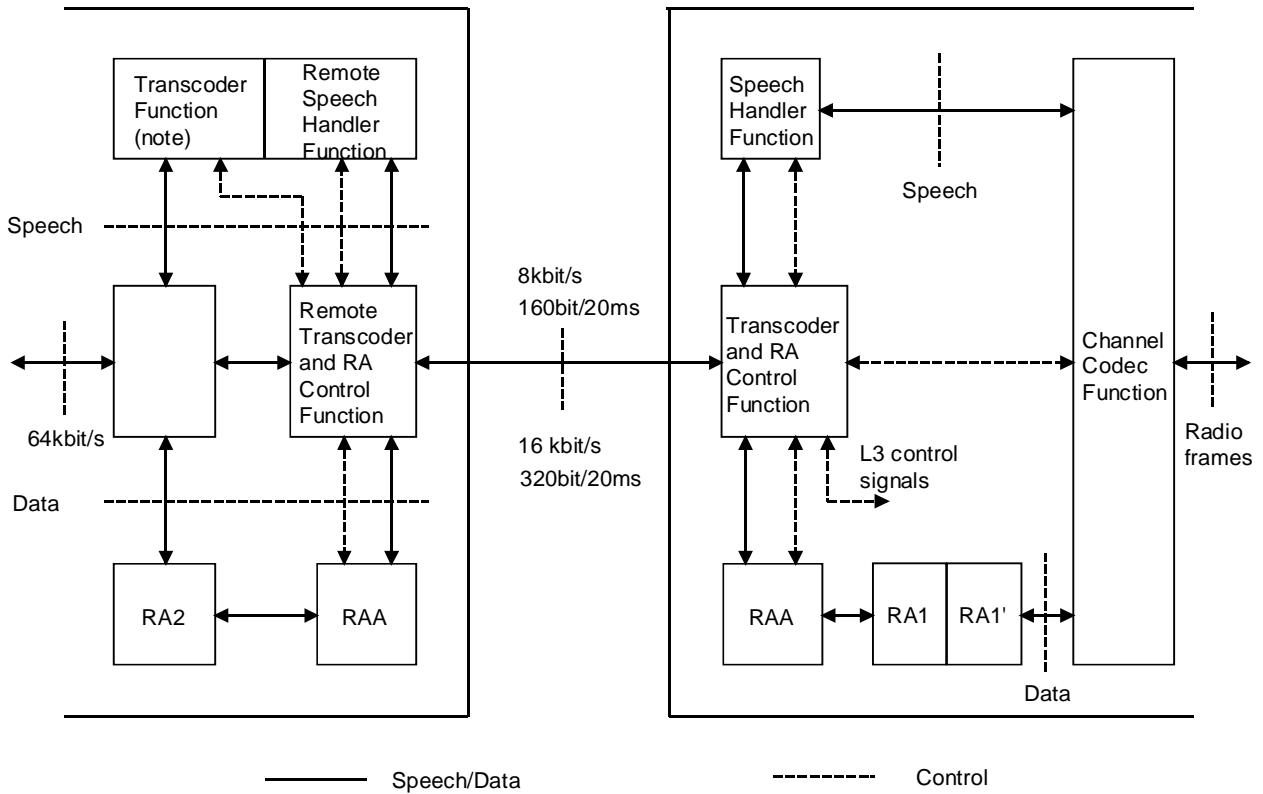 Transcoder
Function
(note)
Remote
Speech
Handler
Function
Speech
Handler
Function
Speech
Speech
8kbit/s
160bit/20ms
Remote
Transcoder
and RA
Control
Function
Transcoder
and RA
Control
Function
Channel
Codec
Function
64kbit/s
16 kbit/s
320bit/20ms
L3 control
signals
Radio
frames
Data
RA2
RAA
RAA
RA1
RA1'
Data
Speech/Data
Control